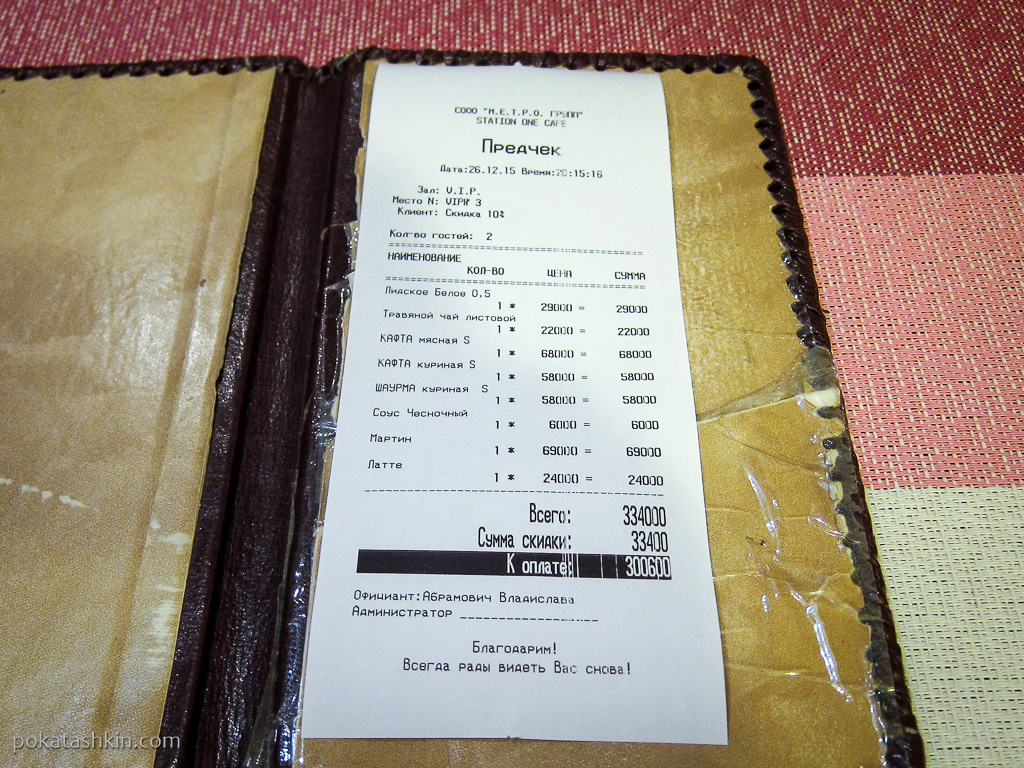 СООО "М.Е.Т.Р.О. ГРУПП"
STATION ONE CAFE
Предчек
Дата:26.12.15 Время:20:15:16
Зал: V.I.P.
Место N: VIP№ 3
Клиент: Скидка 10%
Кол-во гостей: 2
НАИМЕНОВАНИЕ
КОЛ-ВО ЦЕНА СУММА
Лидское Белое 0,5
1 * 29000 = 29000
Травяной чай листовой
1 * 22000 = 22000
КАФТА мясная S
1 * 68000 = 68000
КАФТА куриная S
1 * 58000 = 58000
ШАУРМА куриная S
1 * 58000 = 58000
Соус Чесночный
1 * 6000 = 6000
Мартин
1 * 69000 = 69000
Латте
1 * 24000 = 24000
Всего: 334000
Сумма скидки: 33400
К оплате: 300600
Официант:Абрамович Владислава
Администратор
Благодарим!
Всегда рады видеть Вас снова!
pokatashkin.com